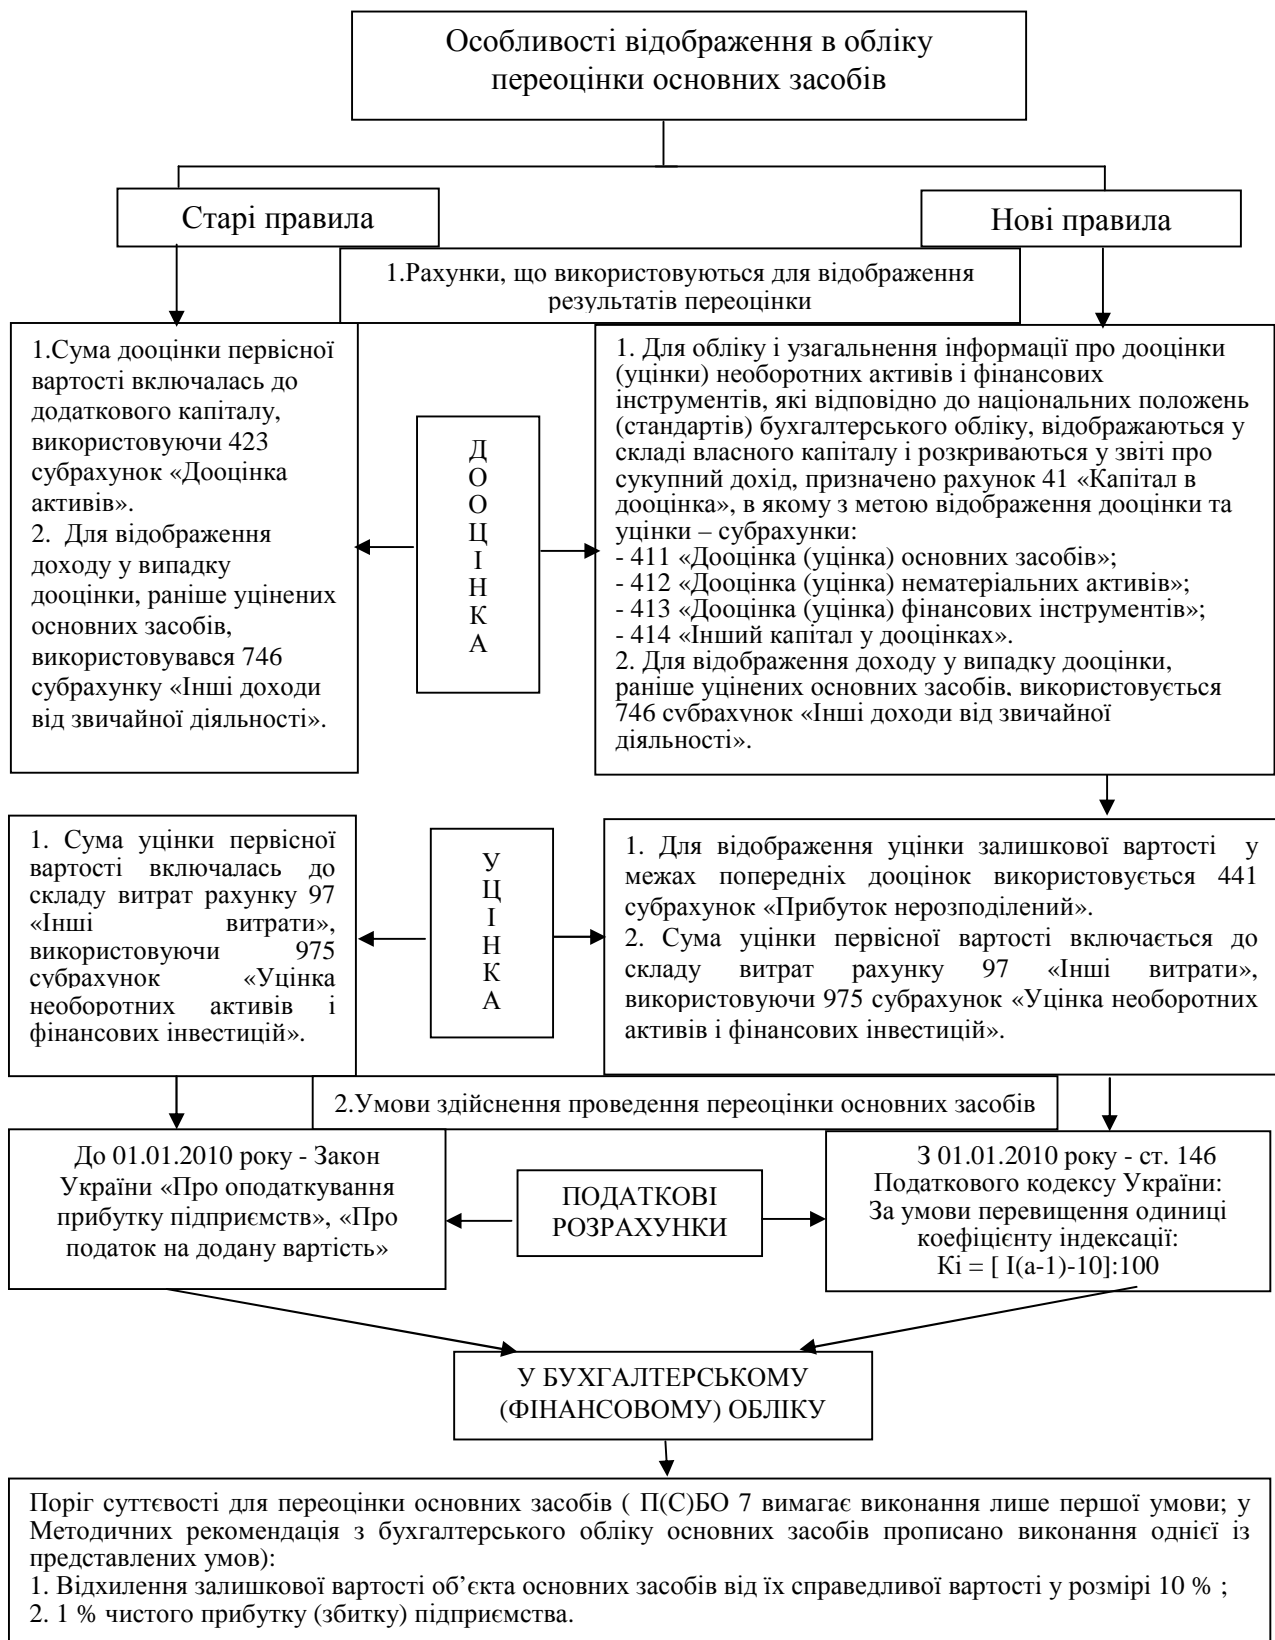 Особливості відображення в обліку
переоцінки основних засобів
Старі правила
Нові правила
1.Рахунки, що використовуються для відображення
результатів переоцінки
1.Сума дооцінки первісної
вартості включалась до
додаткового капіталу,
використовуючи 423
субрахунок «Дооцінка
активів».
2. Для відображення
доходу у випадку
дооцінки, раніше уцінених
основних засобів,
використовувався 746
субрахунку «Інші доходи
від звичайної діяльності».
Д
О
О
Ц
І
Н
К
А
1. Для обліку і узагальнення інформації про дооцінки
(уцінки) необоротних активів і фінансових
інструментів, які відповідно до національних положень
(стандартів) бухгалтерського обліку, відображаються у
складі власного капіталу і розкриваються у звіті про
сукупний дохід, призначено рахунок 41 «Капітал в
дооцінка», в якому з метою відображення дооцінки та
уцінки – субрахунки:
- 411 «Дооцінка (уцінка) основних засобів»;
- 412 «Дооцінка (уцінка) нематеріальних активів»;
- 413 «Дооцінка (уцінка) фінансових інструментів»;
- 414 «Інший капітал у дооцінках».
2. Для відображення доходу у випадку дооцінки,
раніше уцінених основних засобів, використовується
746 субрахунок «Інші доходи від звичайної
діяльності».
1. Сума уцінки первісної
вартості включалась до
складу витрат рахунку 97
«Інші витрати»,
використовуючи 975
субрахунок «Уцінка
необоротних активів і
фінансових інвестицій».
У
Ц
І
Н
К
А
1. Для відображення уцінки залишкової вартості у
межах попередніх дооцінок використовується 441
субрахунок «Прибуток нерозподілений».
2. Сума уцінки первісної вартості включається до
складу витрат рахунку 97 «Інші витрати»,
використовуючи 975 субрахунок «Уцінка необоротних
активів і фінансових інвестицій».
2.Умови здійснення проведення переоцінки основних засобів
До 01.01.2010 року - Закон
України «Про оподаткування
прибутку підприємств», «Про
податок на додану вартість»
ПОДАТКОВІ
РОЗРАХУНКИ
З 01.01.2010 року - ст. 146
Податкового кодексу України:
За умови перевищення одиниці
коефіцієнту індексації:
Кі = [ І(а-1)-10]:100
У БУХГАЛТЕРСЬКОМУ
(ФІНАНСОВОМУ) ОБЛІКУ
Поріг суттєвості для переоцінки основних засобів ( П(С)БО 7 вимагає виконання лише першої умови; у
Методичних рекомендація з бухгалтерського обліку основних засобів прописано виконання однієї із
представлених умов):
1. Відхилення залишкової вартості об’єкта основних засобів від їх справедливої вартості у розмірі 10 % ;
2. 1 % чистого прибутку (збитку) підприємства.